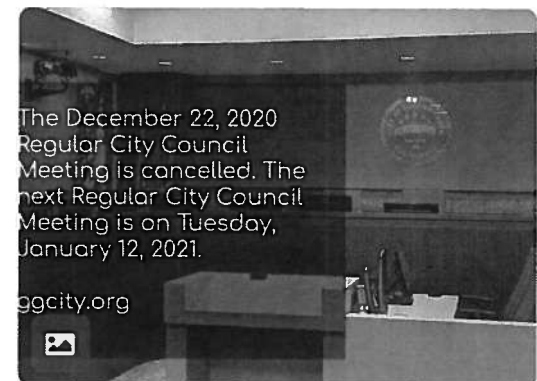 The December 22, 2020
Regular City Council
Meeting is cancelled. The
next Regular City Council
Meeting is on Tuesday,
January 12, 2021.
ggcity.org